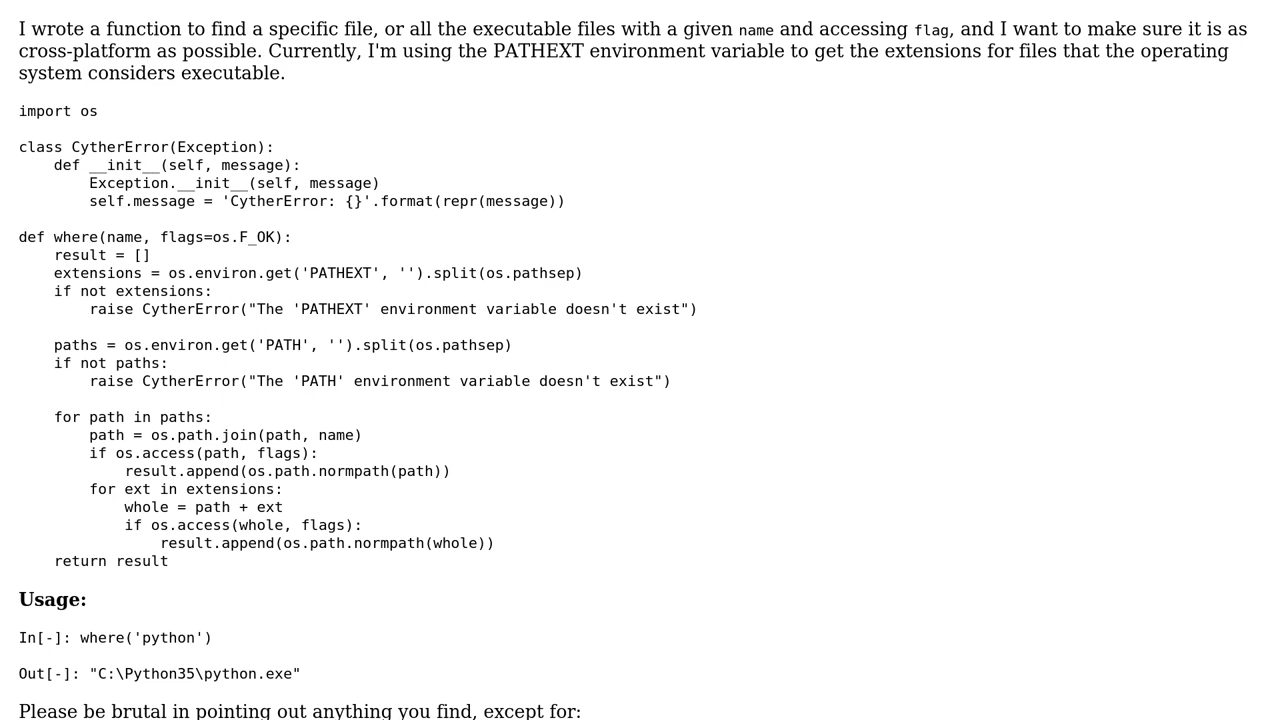 I wrote a function to find a specific file, or all the executable files with a given name and accessing flag, and I want to make sure it is as
cross-platform as possible. Currently, I'm using the PATHEXT environment variable to get the extensions for files that the operating
system considers executable.
import os
class CytherError(Exception):
    def __init__(self, message):
        Exception.__init__(self, message)
        self.message = 'CytherError: {}'.format(repr(message))
def where(name, flags=os.F_OK):
    result = []
    extensions = os.environ.get('PATHEXT', '').split(os.pathsep)
    if not extensions:
        raise CytherError("The 'PATHEXT' environment variable doesn't exist")
    paths = os.environ.get('PATH', '').split(os.pathsep)
    if not paths:
        raise CytherError("The 'PATH' environment variable doesn't exist")
    for path in paths:
        path = os.path.join(path, name)
        if os.access(path, flags):
            result.append(os.path.normpath(path))
        for ext in extensions:
            whole = path + ext
            if os.access(whole, flags):
                result.append(os.path.normpath(whole))
    return result
Usage:
In[-]: where('python')
Out[-]: "C:\Python35\python.exe"
Please be brutal in pointing out anything you find, except for: